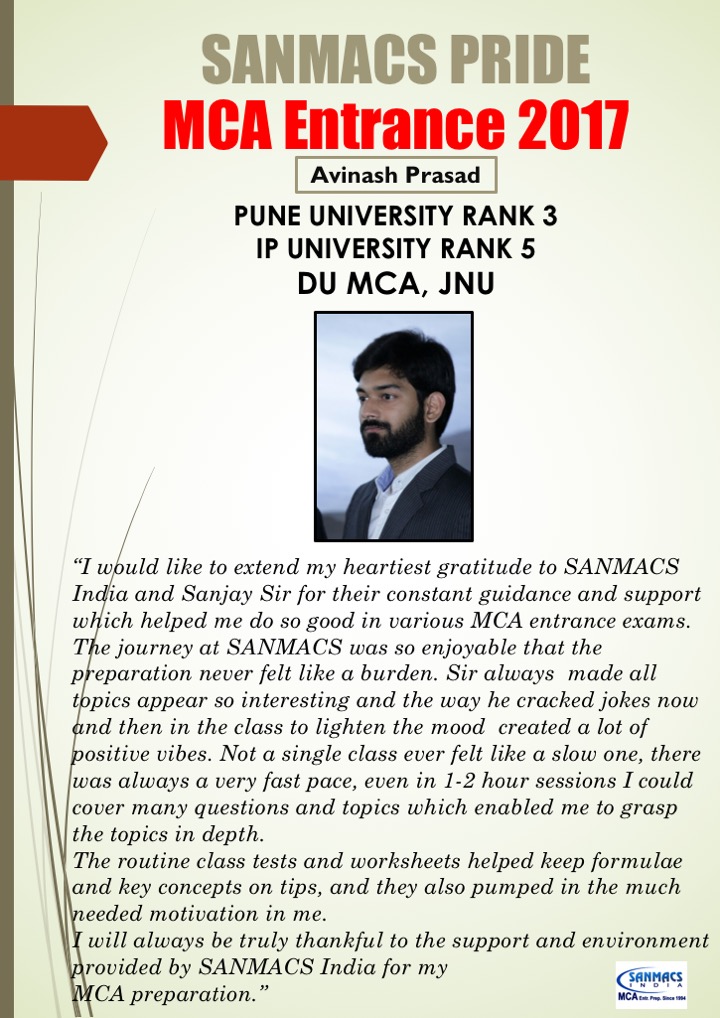 SANMACS PRIDE
MCA Entrance 2017
Avinash Prasad
PUNE UNIVERSITY RANK 3
IP UNIVERSITY RANK 5
DU MCA, JNU
“I would like to extend my heartiest gratitude to SANMACS
India and Sanjay Sir for their constant guidance and support
which helped me do so good in various MCA entrance exams.
The journey at SANMACS was so enjoyable that the
preparation never felt like a burden. Sir always  made all
topics appear so interesting and the way he cracked jokes now
and then in the class to lighten the mood  created a lot of
positive vibes. Not a single class ever felt like a slow one, there
was always a very fast pace, even in 1-2 hour sessions I could
cover many questions and topics which enabled me to grasp
the topics in depth.
The routine class tests and worksheets helped keep formulae
and key concepts on tips, and they also pumped in the much
needed motivation in me.
I will always be truly thankful to the support and environment
provided by SANMACS India for my
MCA preparation.”
SANMACS
INDIA
MCA Entr. Prep. Since 1994